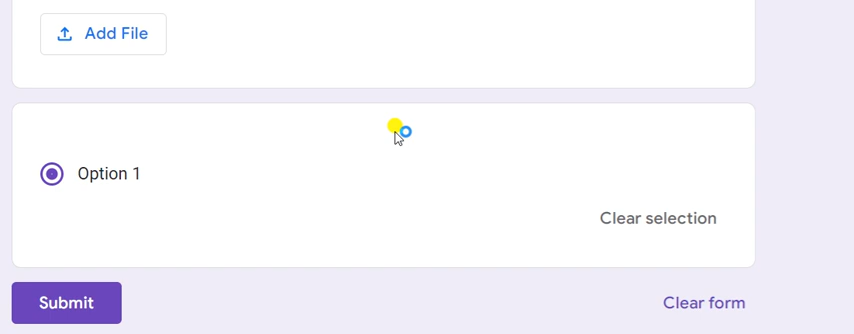 Add File
Option 1
Clear selection
Submit
Clear form